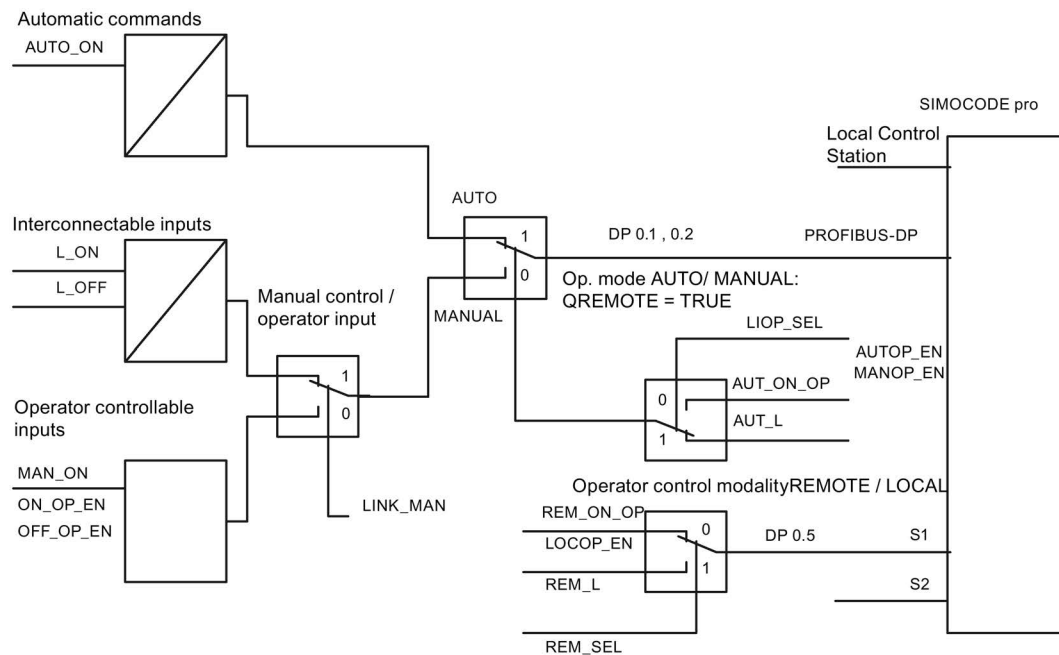 Automatic commands
AUTO_ON
SIMOCODE pro
Local Control
Station
AUTO
Interconnectable inputs
L_ON
L_OFF
1
0
DP 0.1 , 0.2
PROFIBUS-DP
Op. mode AUTO/ MANUAL:
QREMOTE = TRUE
Manual control /
operator input
MANUAL
LIOP_SEL
AUTOP_EN
MANOP_EN
1
0
0
1
AUT_ON_OP
AUT_L
Operator controllable
inputs
MAN_ON
ON_OP_EN
OFF_OP_EN
LINK_MAN
Operator control modalityREMOTE / LOCAL
REM_ON_OP
LOCOP_EN
REM_L
0
1
DP 0.5
S1
S2
REM_SEL